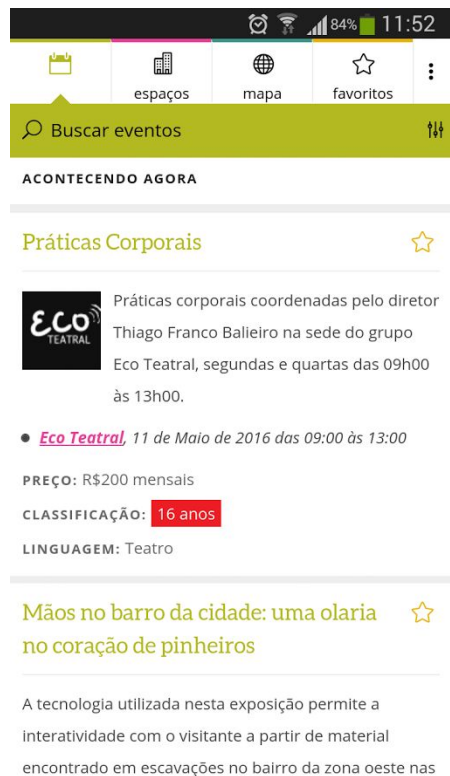 84% 11:52
espaços mapa favoritos
Buscar eventos
ACONTECENDO AGORA
Práticas Corporais
ECO
TEATRAL
Práticas corporais coordenadas pelo diretor
Thiago Franco Balieiro na sede do grupo
Eco Teatral, segundas e quartas das 09h00
às 13h00.
Eco Teatral, 11 de Maio de 2016 das 09:00 às 13:00
PREÇO: R$200 mensais
CLASSIFICAÇÃO: 16 anos
LINGUAGEM: Teatro
Mãos no barro da cidade: uma olaria
no coração de pinheiros
A tecnologia utilizada nesta exposição permite a
interatividade com o visitante a partir de material
encontrado em escavações no bairro da zona oeste nas